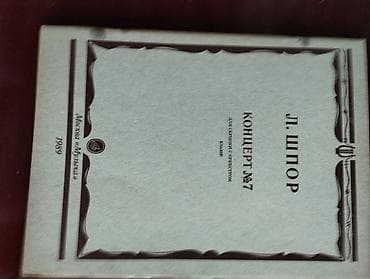 Л. ШПОР
КОНЦЕРТ №7
ДЛЯ СКРИПКИ С ОРКЕСТРОМ
КЛАВИР
Москва «Музыка»
1989